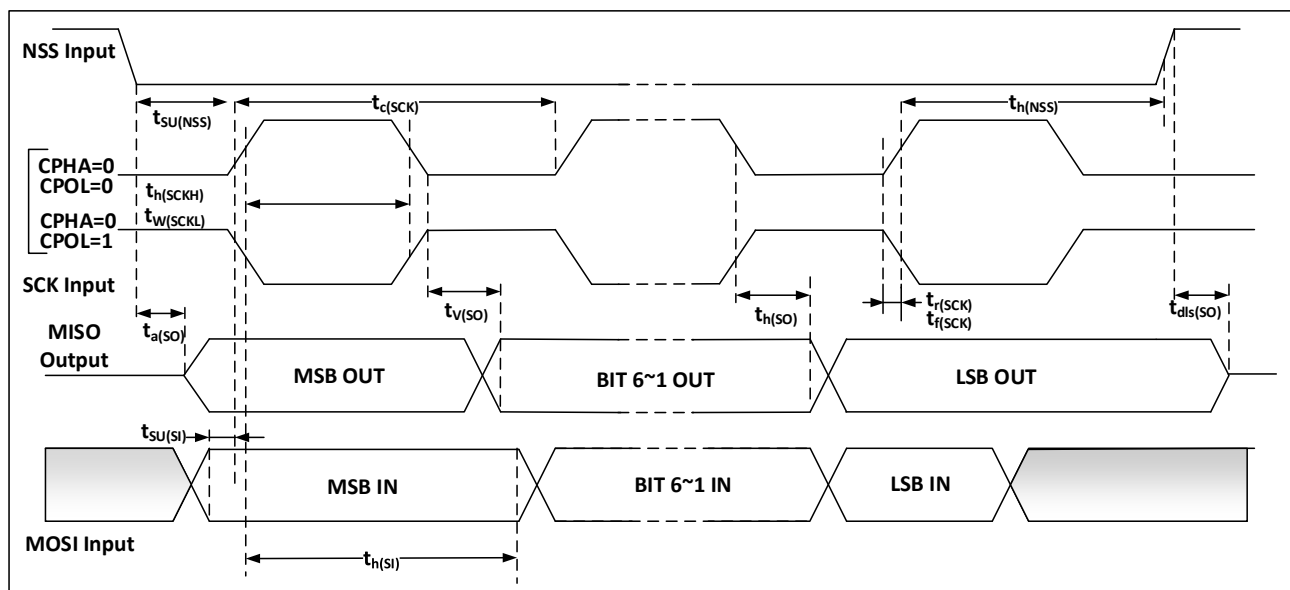 NSS Input
tSU(NSS)
tc(SCK)
th(NSS)
CPHA=0
CPOL=0
th(SCKH)
CPHA=0
tW(SCKL)
CPOL=1
SCK Input
ta(SO)
tV(SO)
th(SO)
tr(SCK)
tf(SCK)
tdls(SO)
MISO
Output
MSB OUT
BIT 6~1 OUT
LSB OUT
tSU(SI)
MSB IN
BIT 6~1 IN
LSB IN
MOSI Input
th(SI)